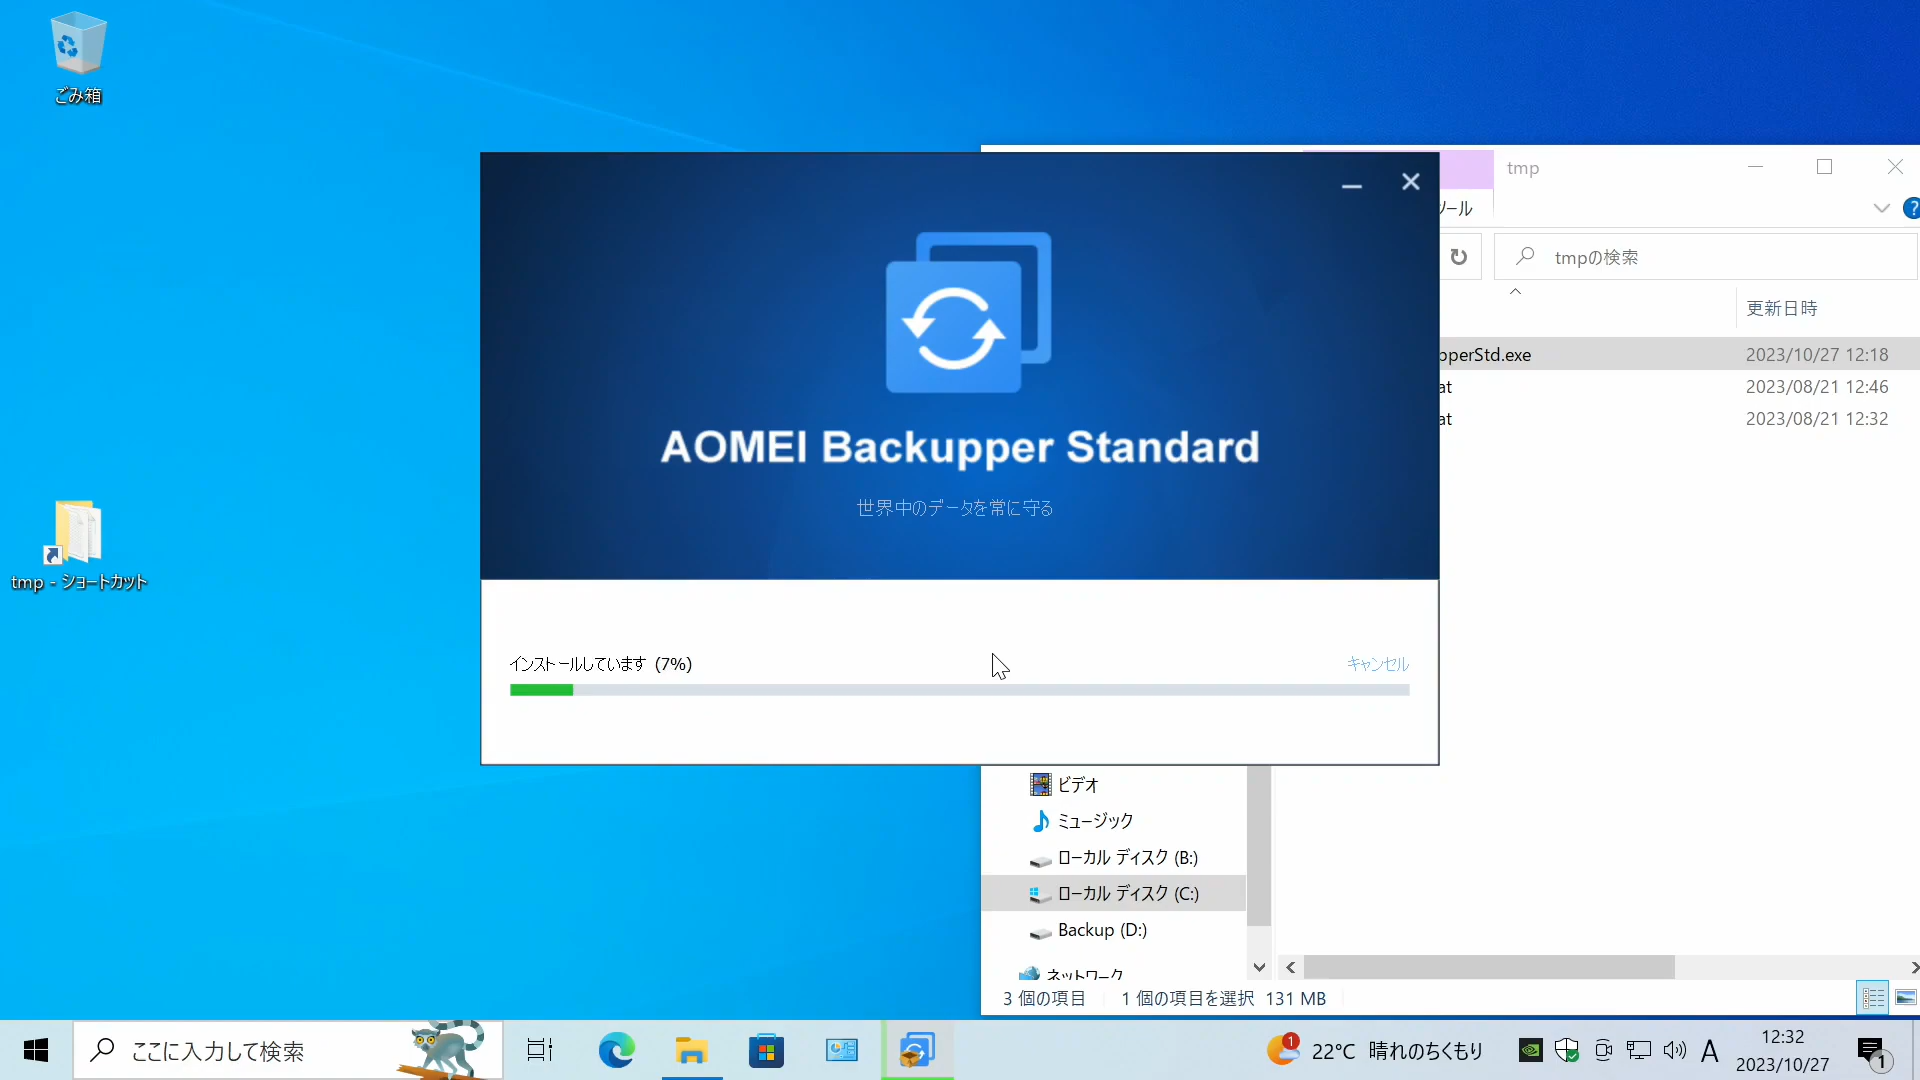 ごみ箱
tmp - ショートカット
tmp
ール
tmpの検索
更新日時
pperStd.exe 2023/10/27 12:18
at 2023/08/21 12:46
at 2023/08/21 12:32
AOMEI Backupper Standard
世界中のデータを常に守る
インストールしています (7%)
キャンセル
ビデオ
ミュージック
ローカル ディスク (B:)
ローカル ディスク (C:)
Backup (D:)
ネットワーク
3 個の項目 1 個の項目を選択 131 MB
ここに入力して検索
1
22°C 晴れのちくもり
A
12:32
2023/10/27
1